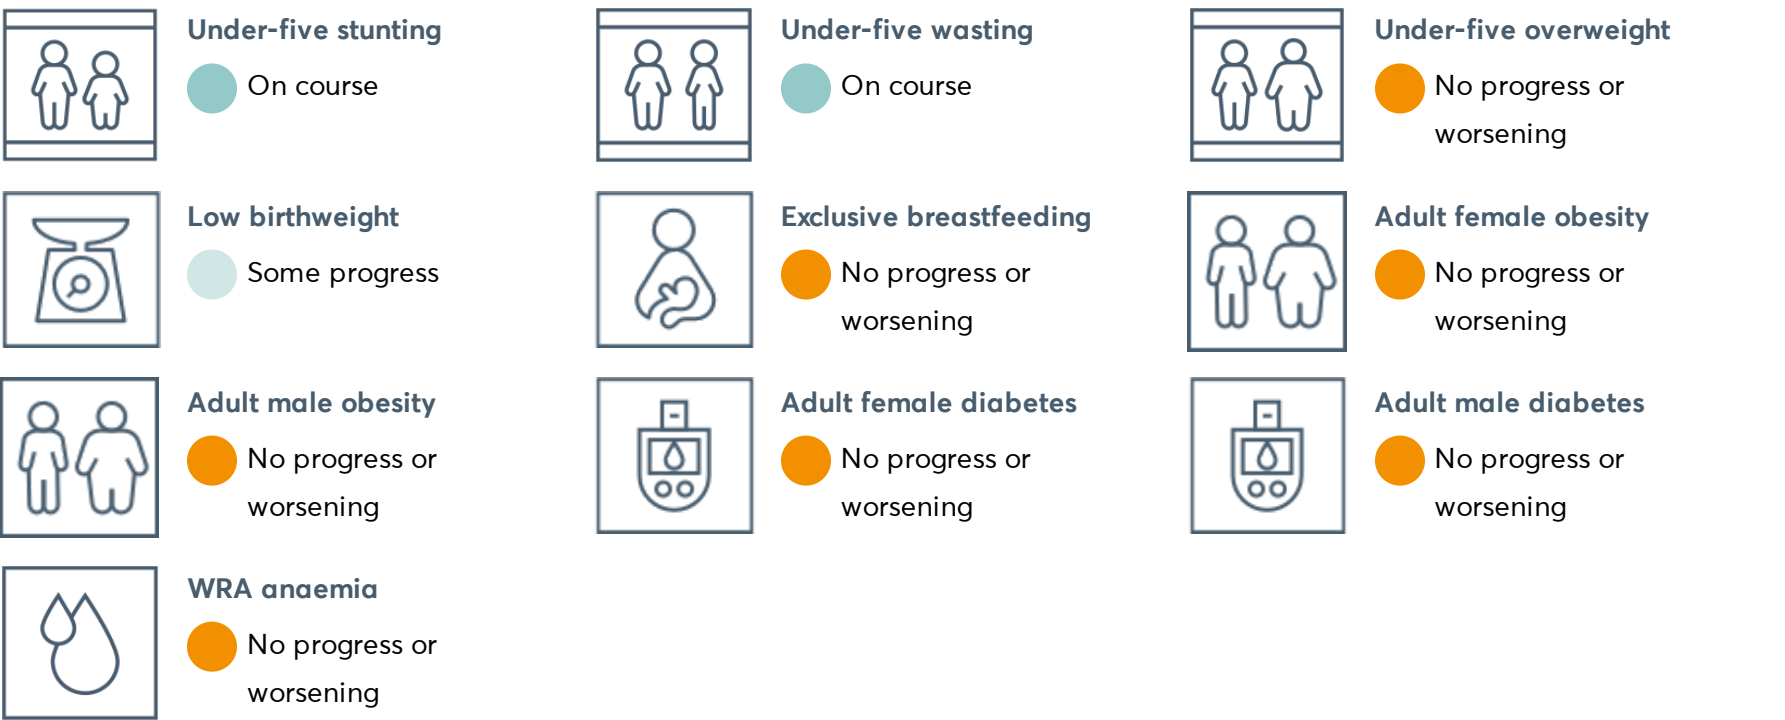 Under-five stunting
On course
Under-five wasting
On course
Under-five overweight
No progress or
worsening
Low birthweight
Some progress
Exclusive breastfeeding
No progress or
worsening
Adult female obesity
No progress or
worsening
Adult male obesity
No progress or
worsening
Adult female diabetes
No progress or
worsening
Adult male diabetes
No progress or
worsening
WRA anaemia
No progress or
worsening